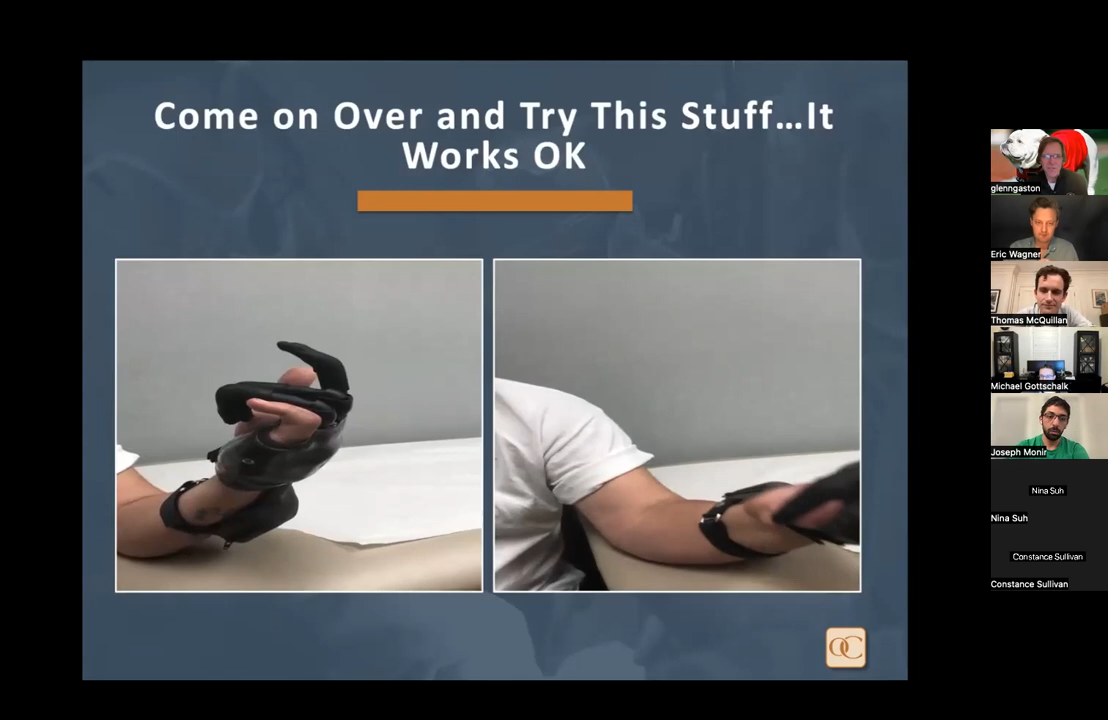 Come on Over and Try This Stuff...It
Works OK
OC
glenngaston
Eric Wagner
Thomas McQuillan
Michael Gottschalk
Joseph Monir
Nina Suh
Nina Suh
Constance Sullivan
Constance Sullivan